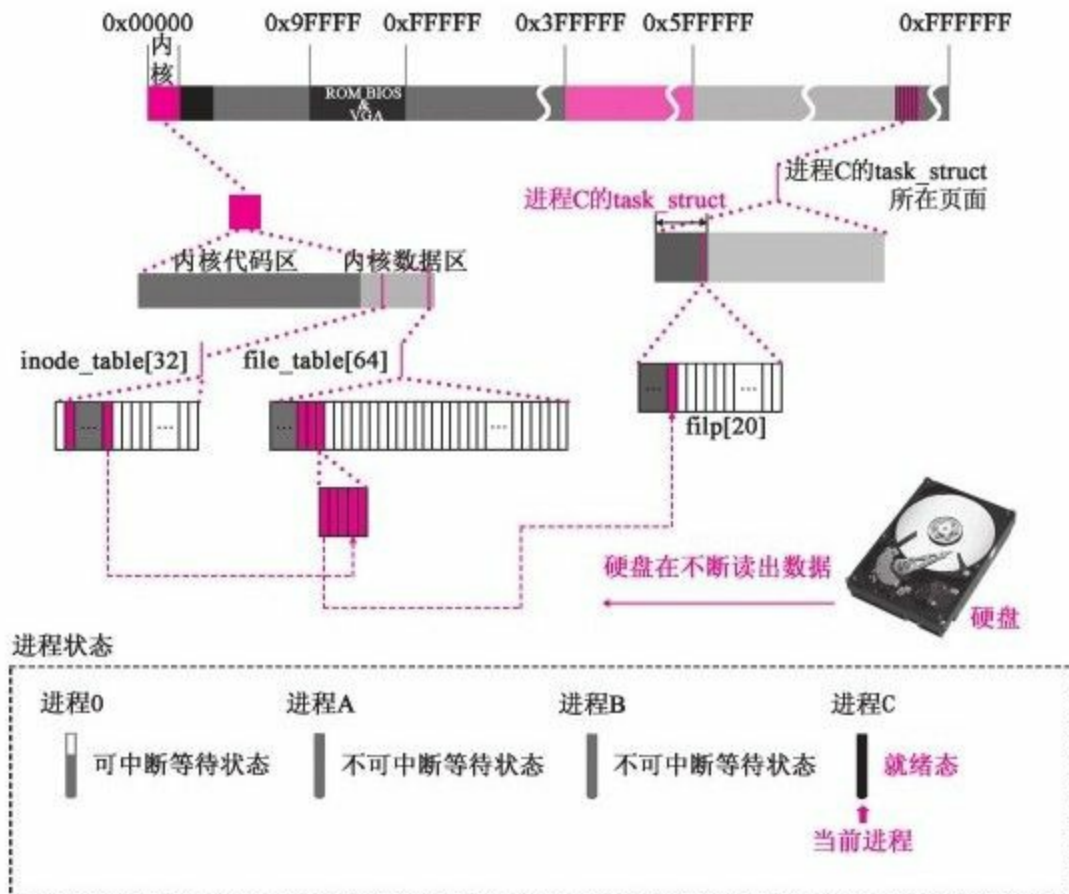 0x00000 0x9FFFF 0xFFFFF 0x3FFFFF 0x5FFFFF 0xFFFFFF
内
核
ROM BIOS
&
VGA
进程C的task_struct
所在页面
进程C的task_struct
内核代码区 内核数据区
inode_table[32] file_table[64]
... ... ... ... ... ...
filp[20]
硬盘在不断读出数据
硬盘
进程状态
进程0 进程A 进程B 进程C
可中断等待状态 不可中断等待状态 不可中断等待状态 就绪态
当前进程